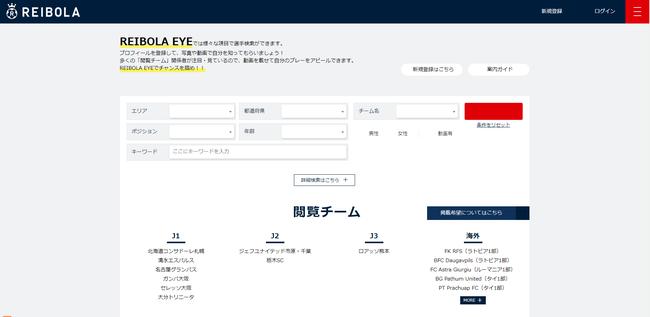 REIBOLA
新規登録
ログイン
REIBOLA EYEでは様々な項目で選手検索ができます。
プロフィールを登録して、写真や動画で自分を知ってもらいましょう！
多くの「閲覧チーム」関係者が注目・見ているので、動画を載せて自分のプレーをアピールできます。
REIBOLA EYEでチャンスを掴め！！
新規登録はこちら
案内ガイド
エリア
都道府県
チーム名
条件をリセット
ポジション
年齢
男性
女性
動画有
キーワード
ここにキーワードを入力
詳細検索はこちら ＋
閲覧チーム
掲載希望についてはこちら
J1
J2
J3
海外
北海道コンサドーレ札幌
ジェフユナイテッド市原・千葉
ロアッソ熊本
FK RFS（ラトビア1部）
清水エスパルス
栃木SC
BFC Daugavpils（ラトビア1部）
名古屋グランパス
FC Astra Giurgiu（ルーマニア1部）
ガンバ大阪
BG Pathum United（タイ1部）
セレッソ大阪
PT Prachuap FC（タイ1部）
大分トリニータ
MORE ＋